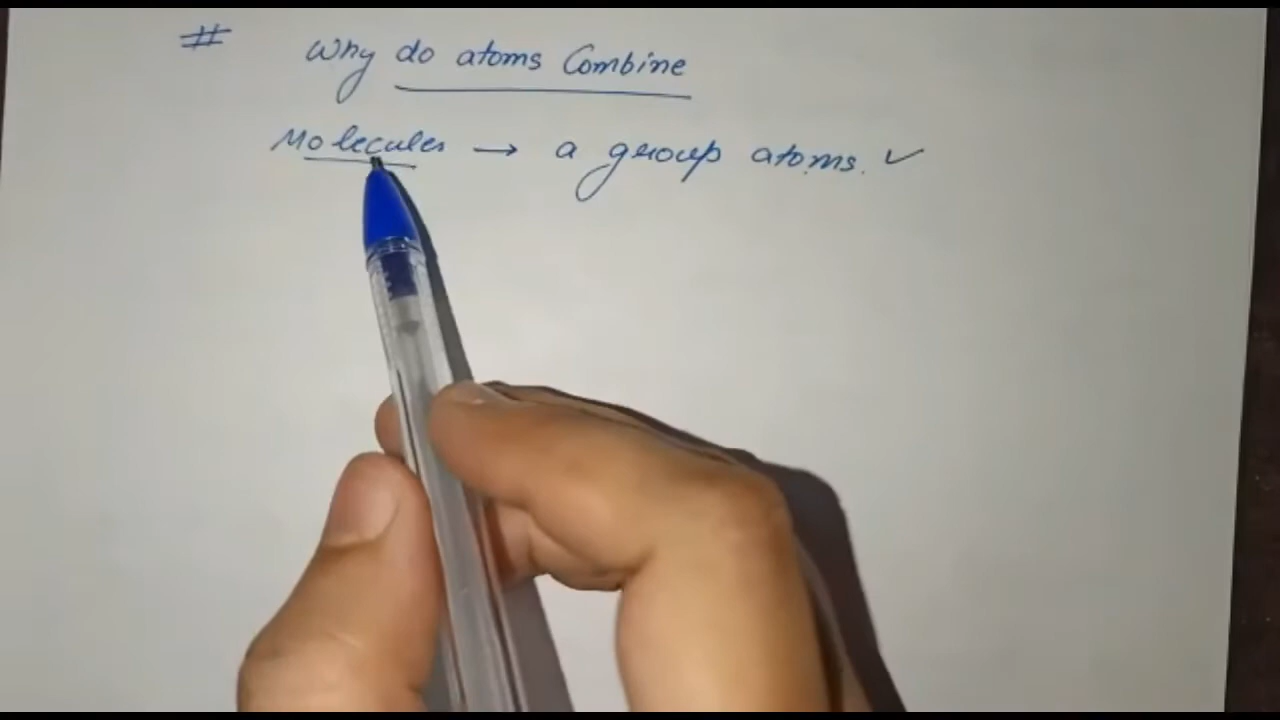 # Why do atoms Combine
Molecules → a group atoms. ✓